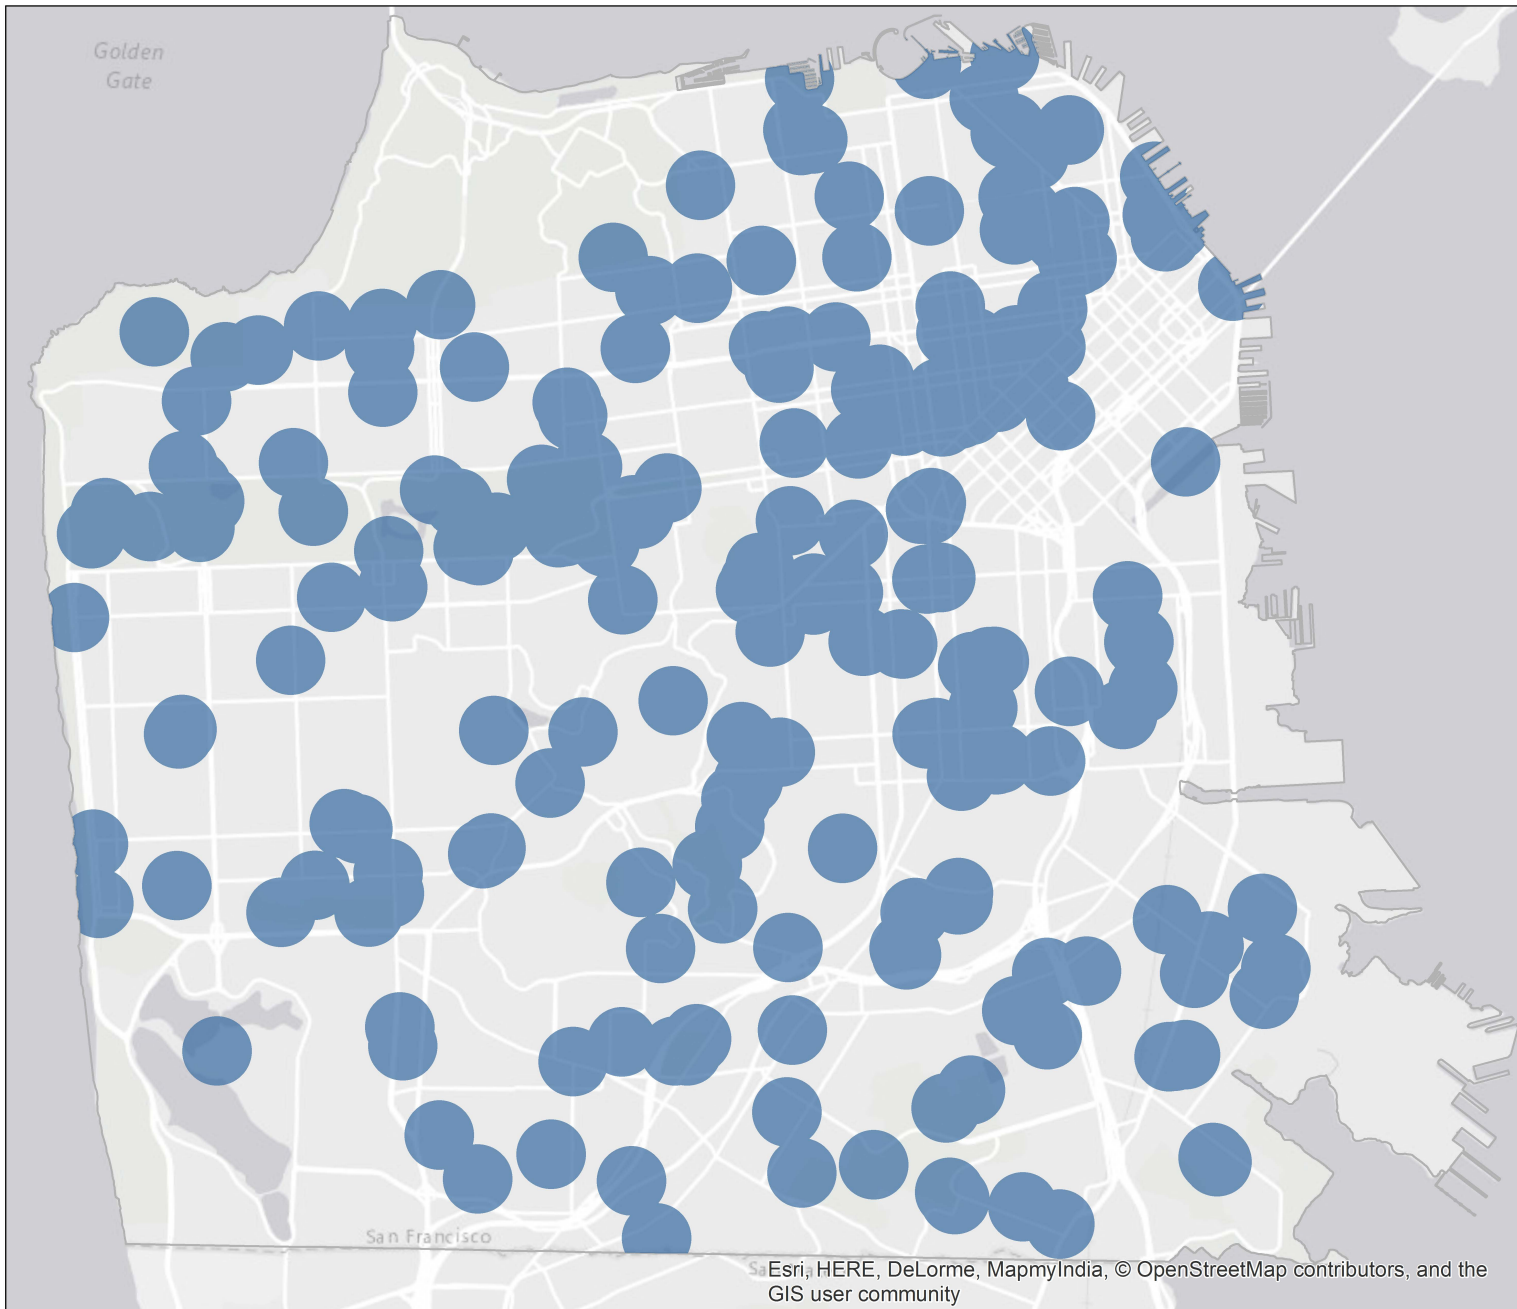 Golden
Gate
San Francisco
Esri, HERE, DeLorme, MapmyIndia, © OpenStreetMap contributors, and the
GIS user community